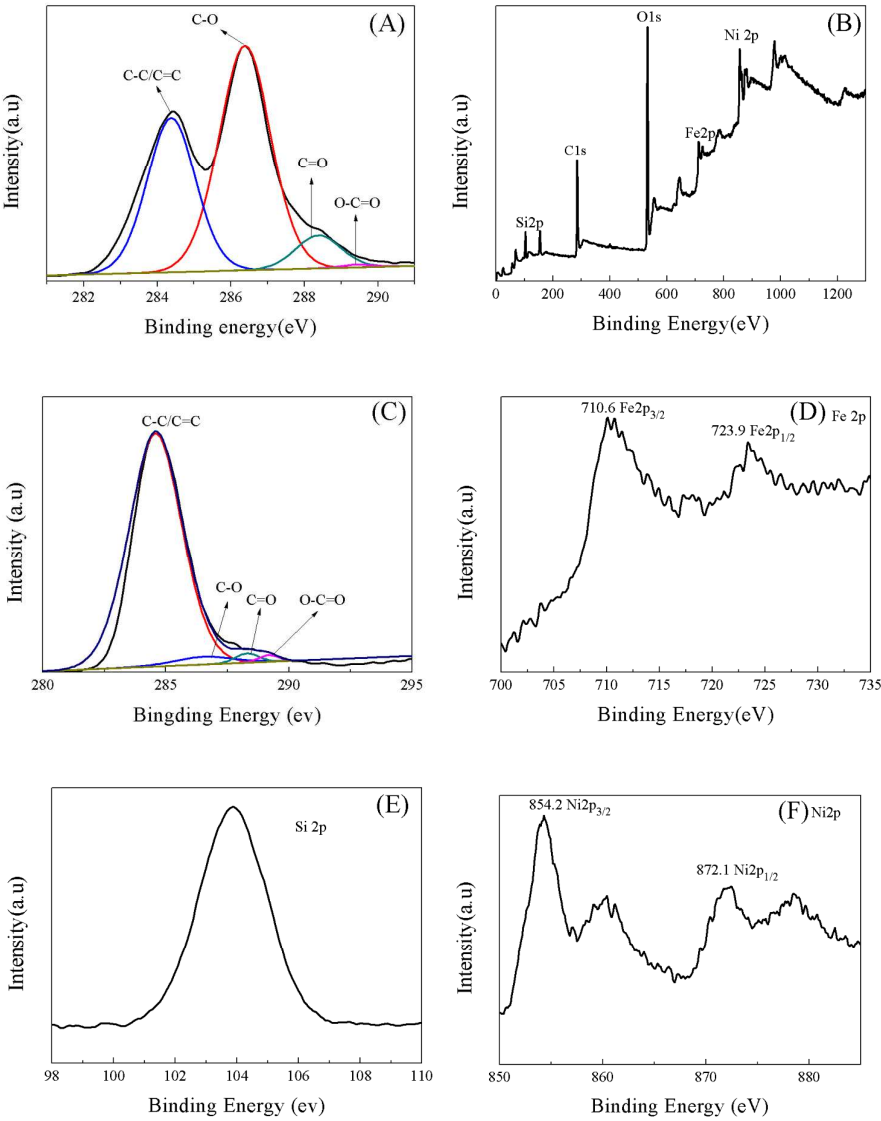 (A)
C-O
C-C/C=C
C=O
O-C=O
Intensity(a.u)
282 284 286 288 290
Binding energy(eV)
(B)
O1s
Ni 2p
Fe2p
C1s
Si2p
Intensity(a.u)
0 200 400 600 800 1000 1200
Binding Energy(eV)
(C)
C-C/C=C
C-O
C=O
O-C=O
Intensity (a.u)
280 285 290 295
Bingding Energy (ev)
(D)
Fe 2p
710.6 Fe2p3/2
723.9 Fe2p1/2
Intensity(a.u)
700 705 710 715 720 725 730 735
Binding Energy(eV)
(E)
Si 2p
Intensity(a.u)
98 100 102 104 106 108 110
Binding Energy (ev)
(F)
Ni2p
854.2 Ni2p3/2
872.1 Ni2p1/2
Intensity(a.u)
850 860 870 880
Binding Energy (eV)